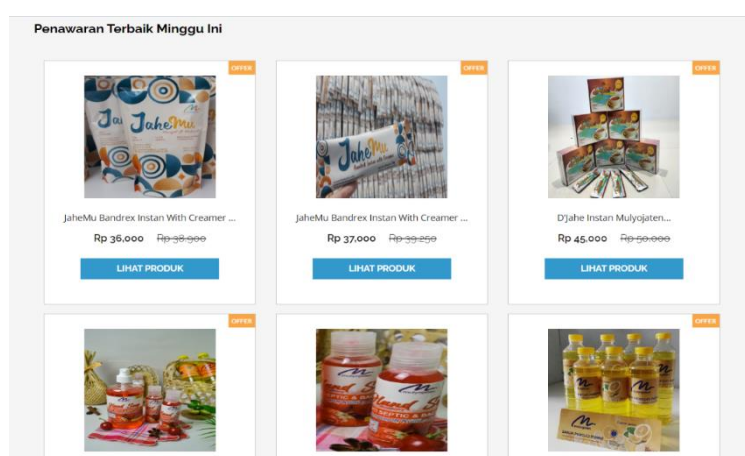 Penawaran Terbaik Minggu Ini
OFFER
OFFER
OFFER
JaheMu
JaheMu
JaheMu Bandrex Instan With Creamer ...
JaheMu Bandrex Instan With Creamer ...
D'Jahe Instan Mulyojaten...
Rp 36,000 Rp 38,900
Rp 37,000 Rp 39,250
Rp 45,000 Rp 50,000
LIHAT PRODUK
LIHAT PRODUK
LIHAT PRODUK
OFFER
OFFER
OFFER